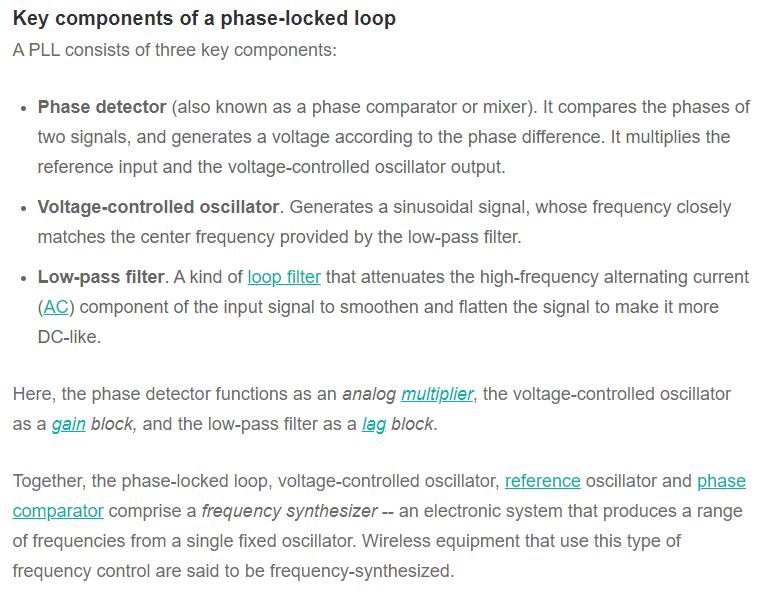 Key components of a phase-locked loop
A PLL consists of three key components:
• Phase detector (also known as a phase comparator or mixer). It compares the phases of
two signals, and generates a voltage according to the phase difference. It multiplies the
reference input and the voltage-controlled oscillator output.
• Voltage-controlled oscillator. Generates a sinusoidal signal, whose frequency closely
matches the center frequency provided by the low-pass filter.
• Low-pass filter. A kind of loop filter that attenuates the high-frequency alternating current
(AC) component of the input signal to smoothen and flatten the signal to make it more
DC-like.
Here, the phase detector functions as an analog multiplier, the voltage-controlled oscillator
as a gain block, and the low-pass filter as a lag block.
Together, the phase-locked loop, voltage-controlled oscillator, reference oscillator and phase
comparator comprise a frequency synthesizer -- an electronic system that produces a range
of frequencies from a single fixed oscillator. Wireless equipment that use this type of
frequency control are said to be frequency-synthesized.